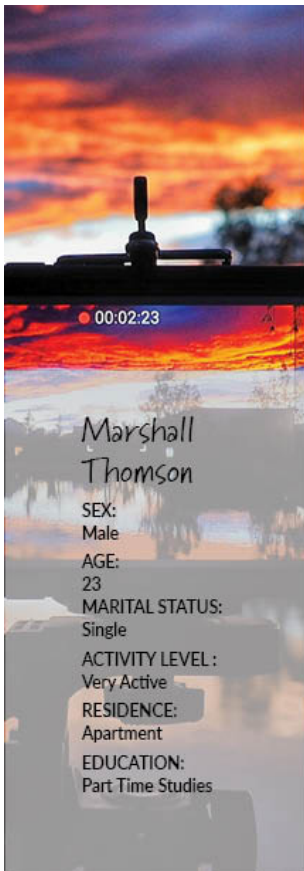 00:02:23
Marshall
Thomson
SEX:
Male
AGE:
23
MARITAL STATUS:
Single
ACTIVITY LEVEL :
Very Active
RESIDENCE:
Apartment
EDUCATION:
Part Time Studies